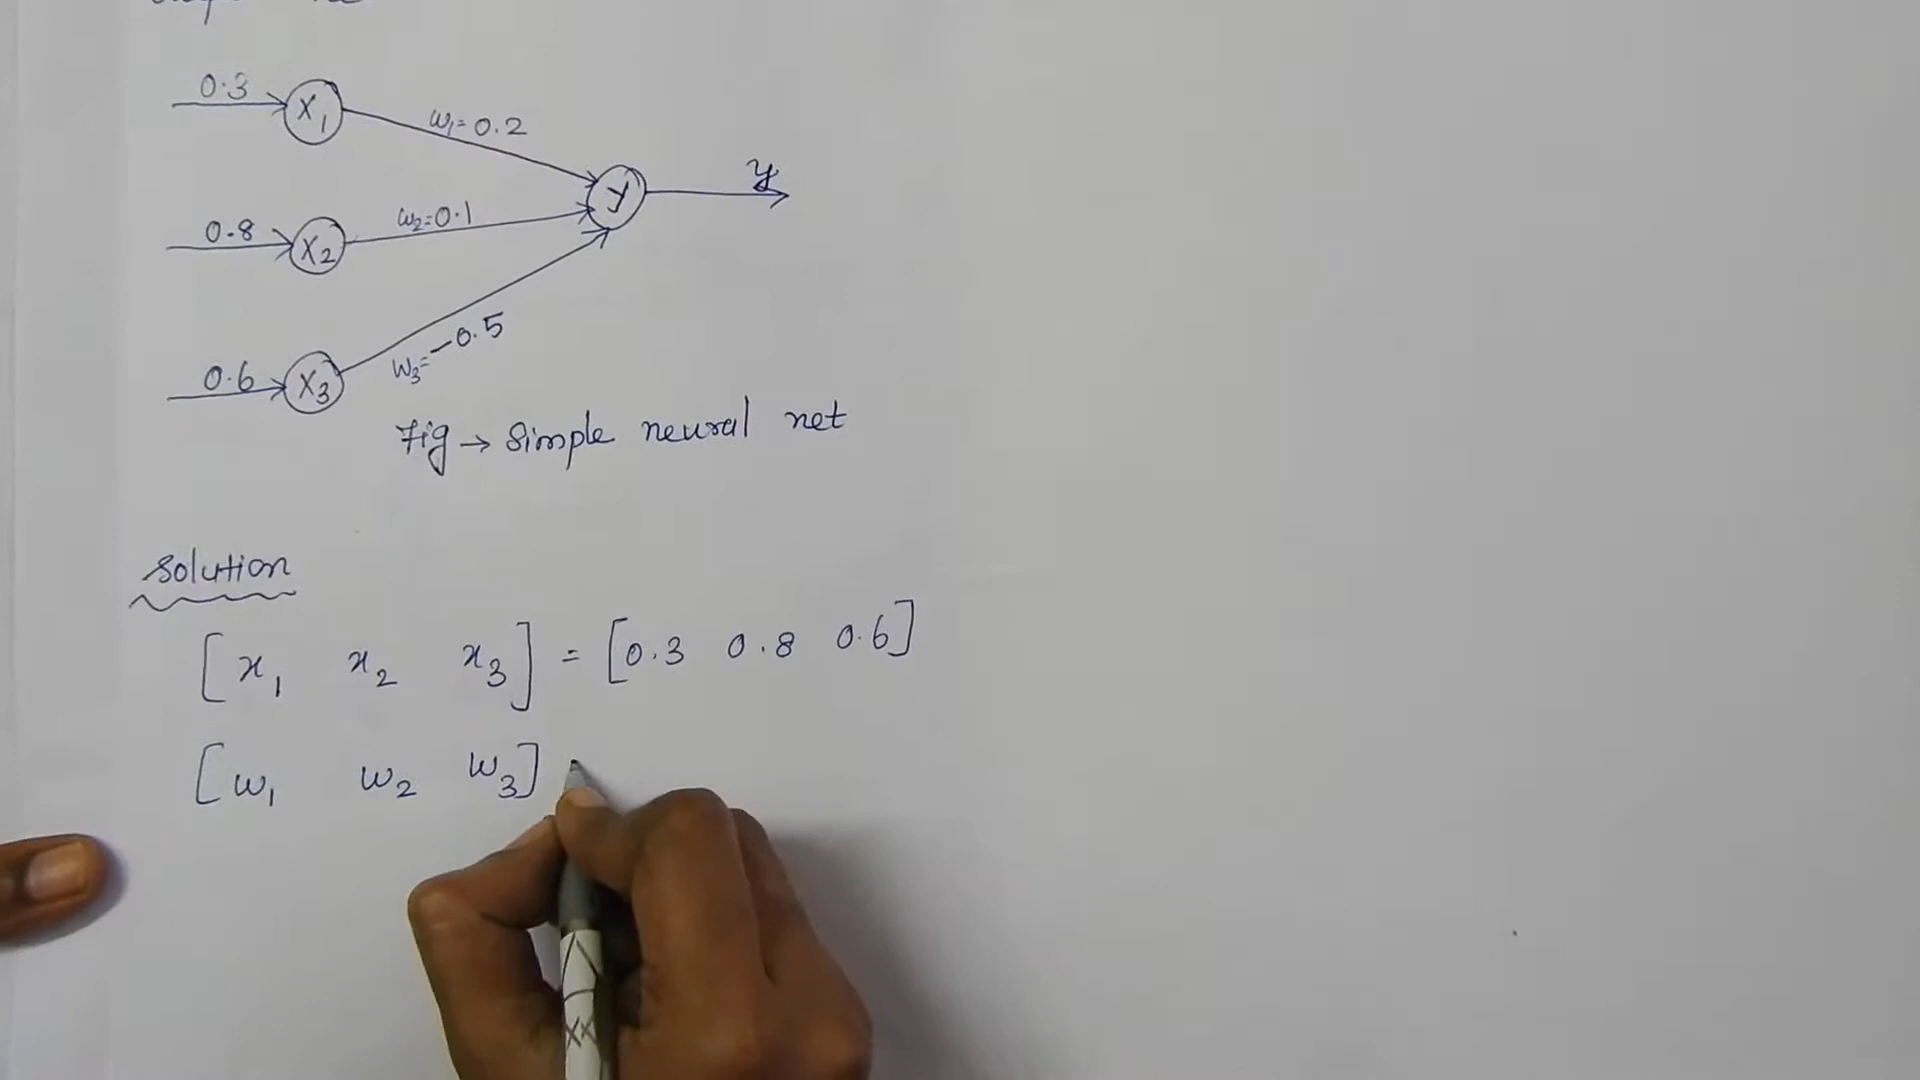 0.3 X1 w1=0.2
Y y
0.8 X2 w2=0.1
0.6 X3 w3=-0.5
Fig → Simple neural net
Solution
[x1 x2 x3] = [0.3 0.8 0.6]
[w1 w2 w3]